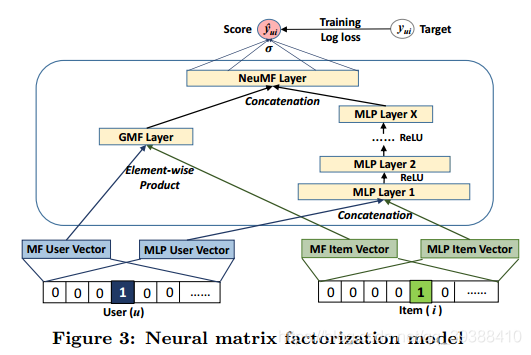 Score ŷui Training yui Target
Log loss
σ
NeuMF Layer
Concatenation
MLP Layer X
GMF Layer
...... ReLU
Element-wise
Product
MLP Layer 2
ReLU
MLP Layer 1
Concatenation
MF User Vector MLP User Vector MF Item Vector MLP Item Vector
0 0 0 1 0 0 ...... 0 0 0 0 1 0 ......
User (u) Item ( i )
Figure 3: Neural matrix factorization model